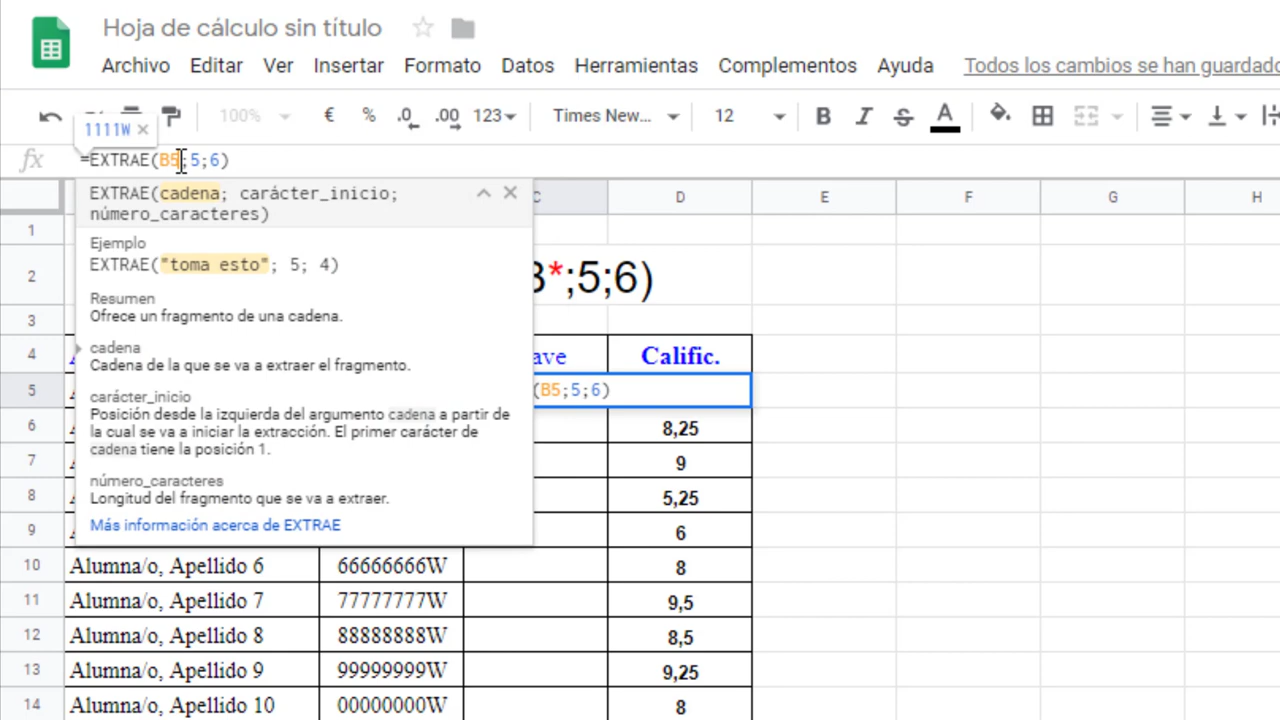 Hoja de cálculo sin título
Archivo Editar Ver Insertar Formato Datos Herramientas Complementos Ayuda Todos los cambios se han guardado
100% € % .0 .00 123 Times New... 12 B I S A
1111W ×
fx =EXTRAE(B5;5;6)
EXTRAE(cadena; carácter_inicio;
número_caracteres)
Ejemplo
EXTRAE("toma esto"; 5; 4)
Resumen
Ofrece un fragmento de una cadena.
cadena
Cadena de la que se va a extraer el fragmento.
carácter_inicio
Posición desde la izquierda del argumento cadena a partir de
la cual se va a iniciar la extracción. El primer carácter de
cadena tiene la posición 1.
número_caracteres
Longitud del fragmento que se va a extraer.
Más información acerca de EXTRAE
C D E F G H
1
2 *;5;6)
3
4 ave Calific.
5 (B5;5;6)
6 8,25
7 9
8 5,25
9 6
10 Alumna/o, Apellido 6 66666666W 8
11 Alumna/o, Apellido 7 77777777W 9,5
12 Alumna/o, Apellido 8 88888888W 8,5
13 Alumna/o, Apellido 9 99999999W 9,25
14 Alumna/o, Apellido 10 00000000W 8